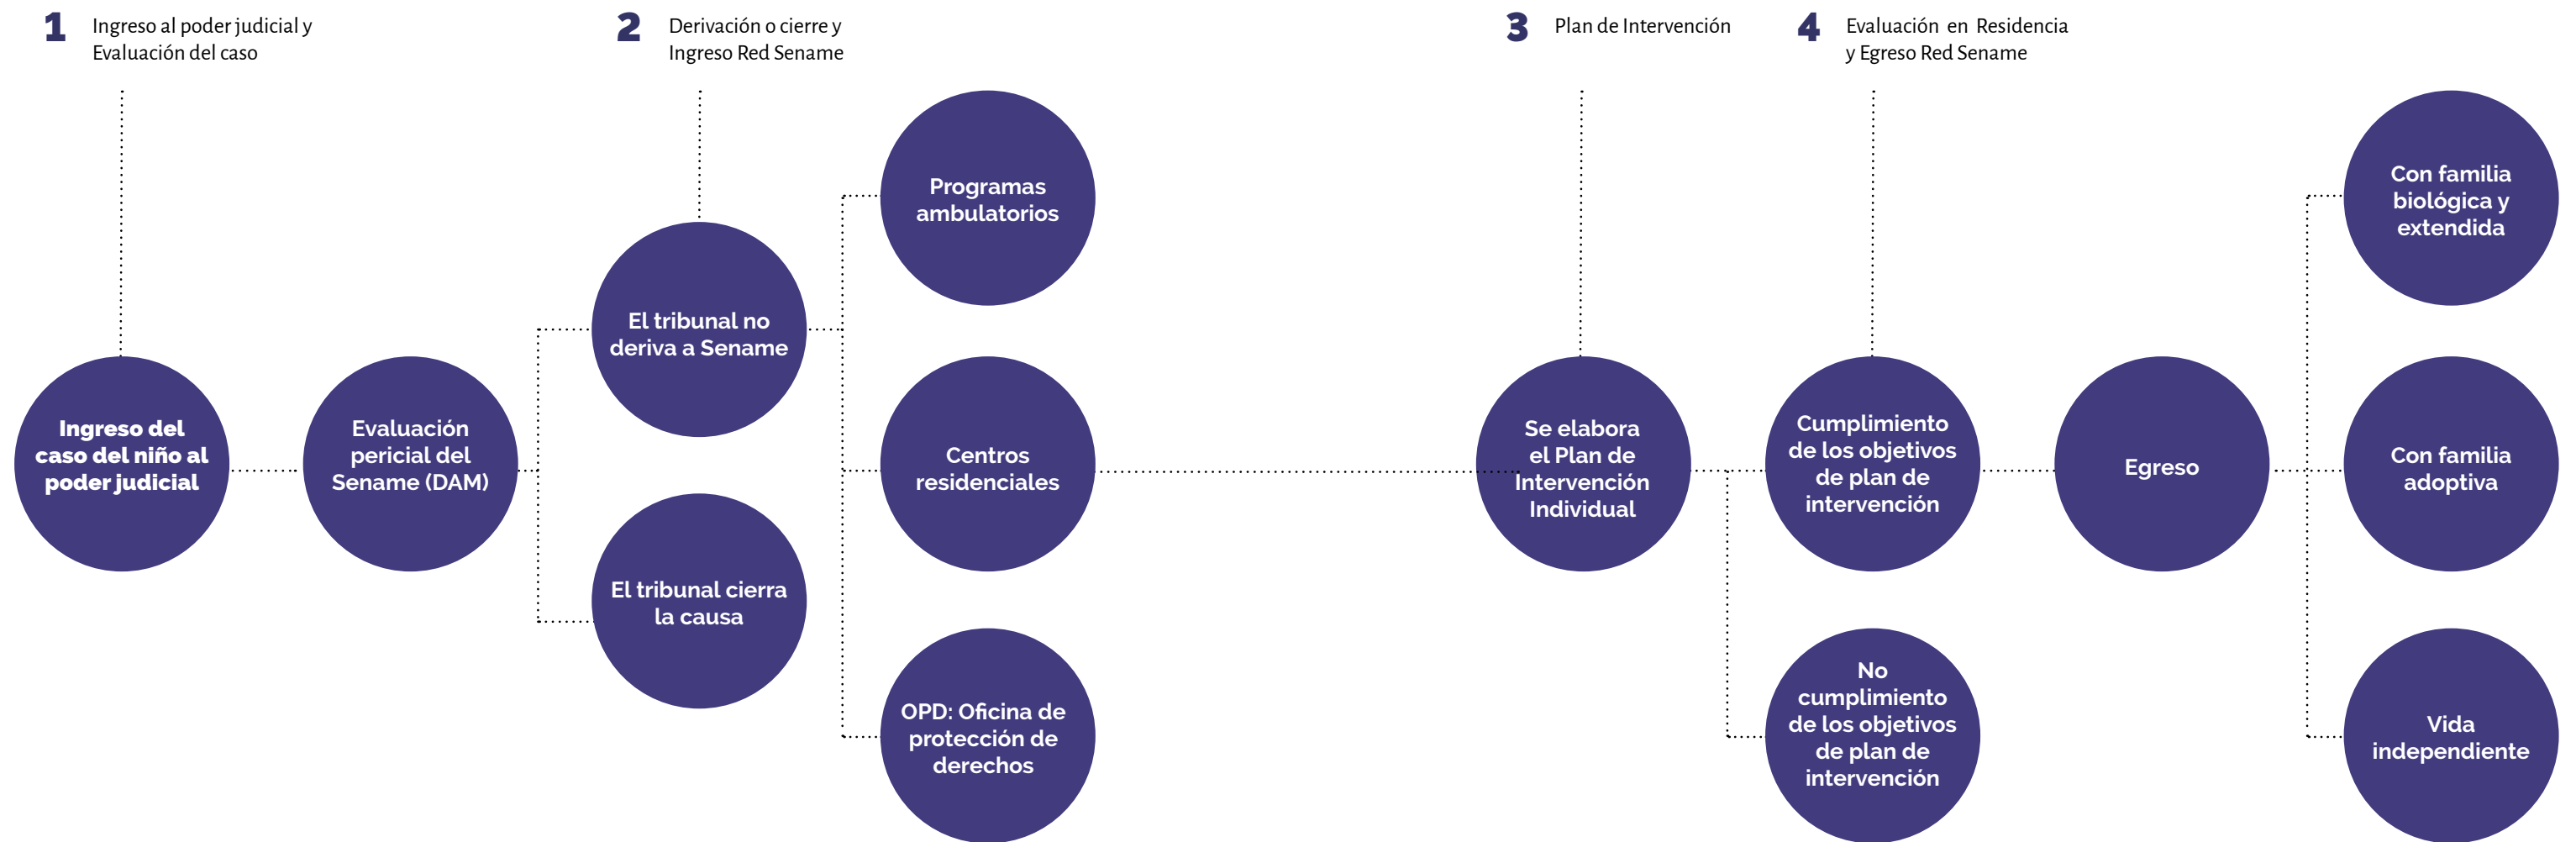 1
Ingreso al poder judicial y
Evaluación del caso
2
Derivación o cierre y
Ingreso Red Sename
3
Plan de Intervención
4
Evaluación en Residencia
y Egreso Red Sename
Ingreso del
caso del niño al
poder judicial
Evaluación
pericial del
Sename (DAM)
El tribunal no
deriva a Sename
El tribunal cierra
la causa
Programas
ambulatorios
Centros
residenciales
OPD: Oficina de
protección de
derechos
Se elabora
el Plan de
Intervención
Individual
Cumplimiento
de los objetivos
de plan de
intervención
No
cumplimiento
de los objetivos
de plan de
intervención
Egreso
Con familia
biológica y
extendida
Con familia
adoptiva
Vida
independiente